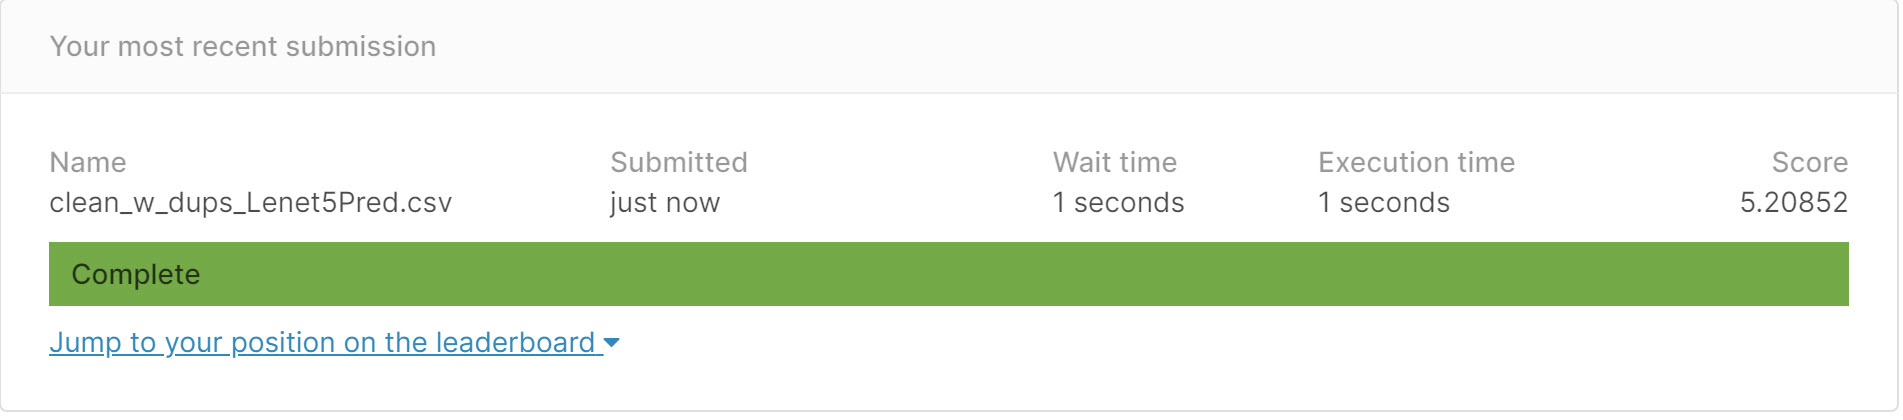 Your most recent submission
Name Submitted Wait time Execution time Score
clean_w_dups_Lenet5Pred.csv just now 1 seconds 1 seconds 5.20852
Complete
Jump to your position on the leaderboard